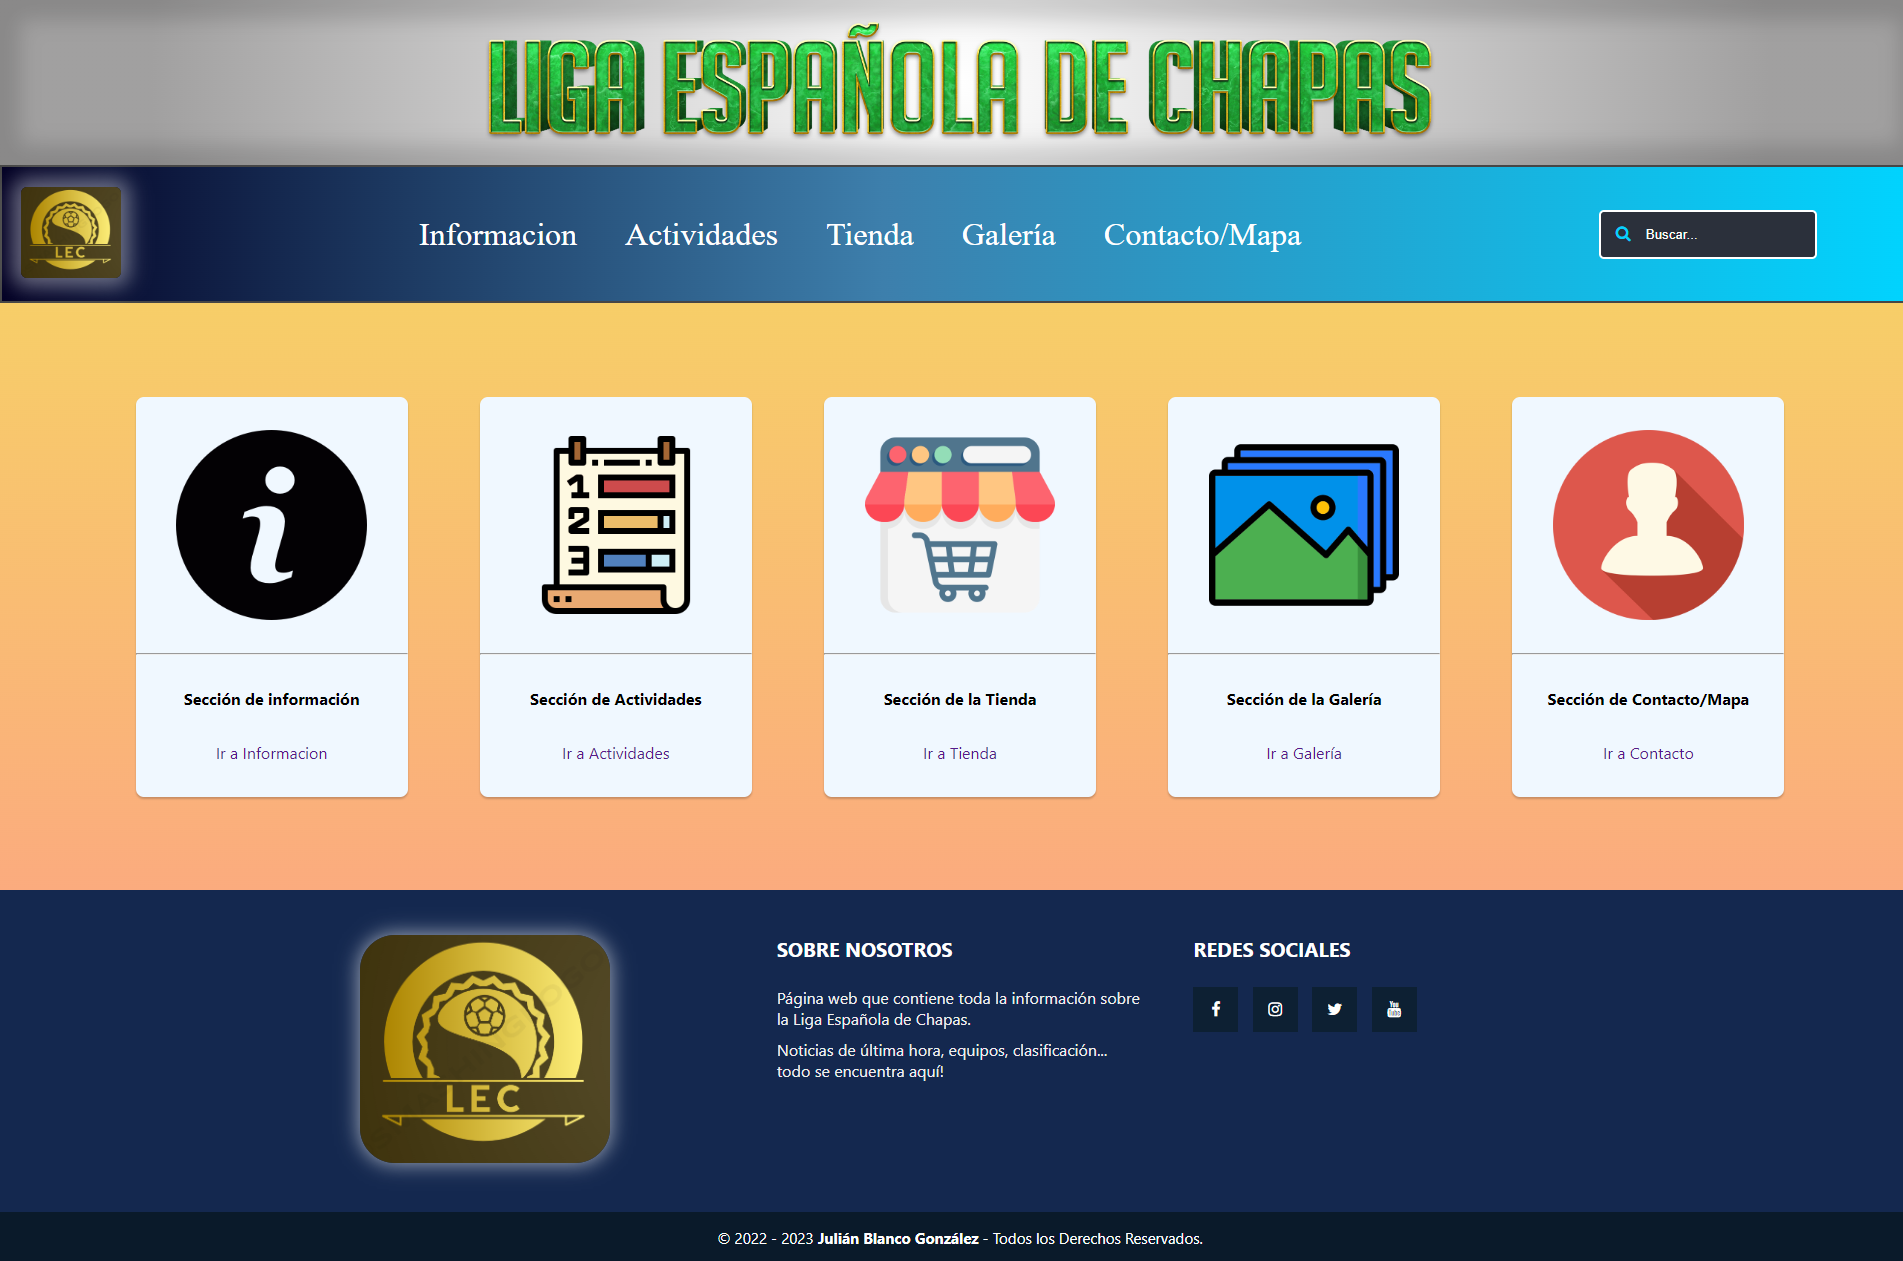 LIGA ESPAÑOLA DE CHAPAS
LEC
Informacion
Actividades
Tienda
Galería
Contacto/Mapa
Buscar...
i
1
2
3
Sección de información
Ir a Informacion
Sección de Actividades
Ir a Actividades
Sección de la Tienda
Ir a Tienda
Sección de la Galería
Ir a Galería
Sección de Contacto/Mapa
Ir a Contacto
LEC
SOBRE NOSOTROS
Página web que contiene toda la información sobre
la Liga Española de Chapas.
Noticias de última hora, equipos, clasificación...
todo se encuentra aquí!
REDES SOCIALES
You
Tube
© 2022 - 2023 Julián Blanco González - Todos los Derechos Reservados.